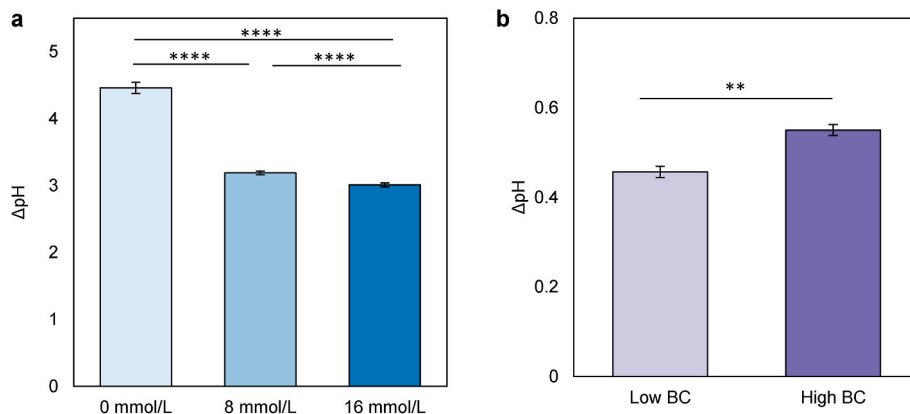 a
ΔpH
5
4
3
2
1
0
****
****
****
0 mmol/L
8 mmol/L
16 mmol/L
b
ΔpH
0.8
0.6
0.4
0.2
0
**
Low BC
High BC